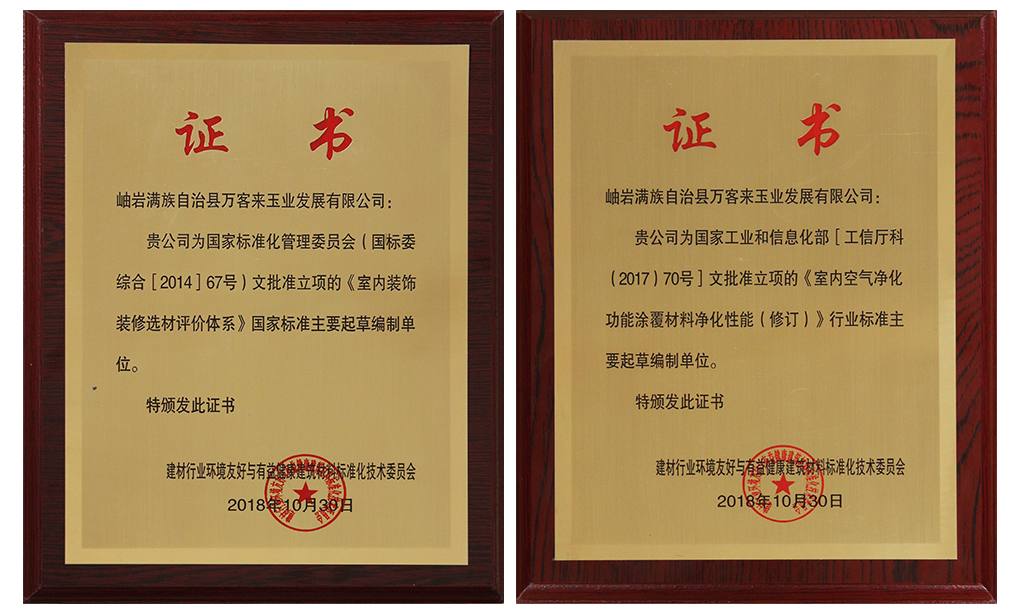 证 书
岫岩满族自治县万客来玉业发展有限公司：
贵公司为国家标准化管理委员会（国标委
综合［2014］67号）文批准立项的《室内装饰
装修选材评价体系》国家标准主要起草编制单
位。
特颁发此证书
建材行业环境友好与有益健康建筑材料标准化技术委员会
2018年10月30日
证 书
岫岩满族自治县万客来玉业发展有限公司：
贵公司为国家工业和信息化部［工信厅科
（2017）70号］文批准立项的《室内空气净化
功能涂覆材料净化性能（修订）》行业标准主
要起草编制单位。
特颁发此证书
建材行业环境友好与有益健康建筑材料标准化技术委员会
2018年10月30日